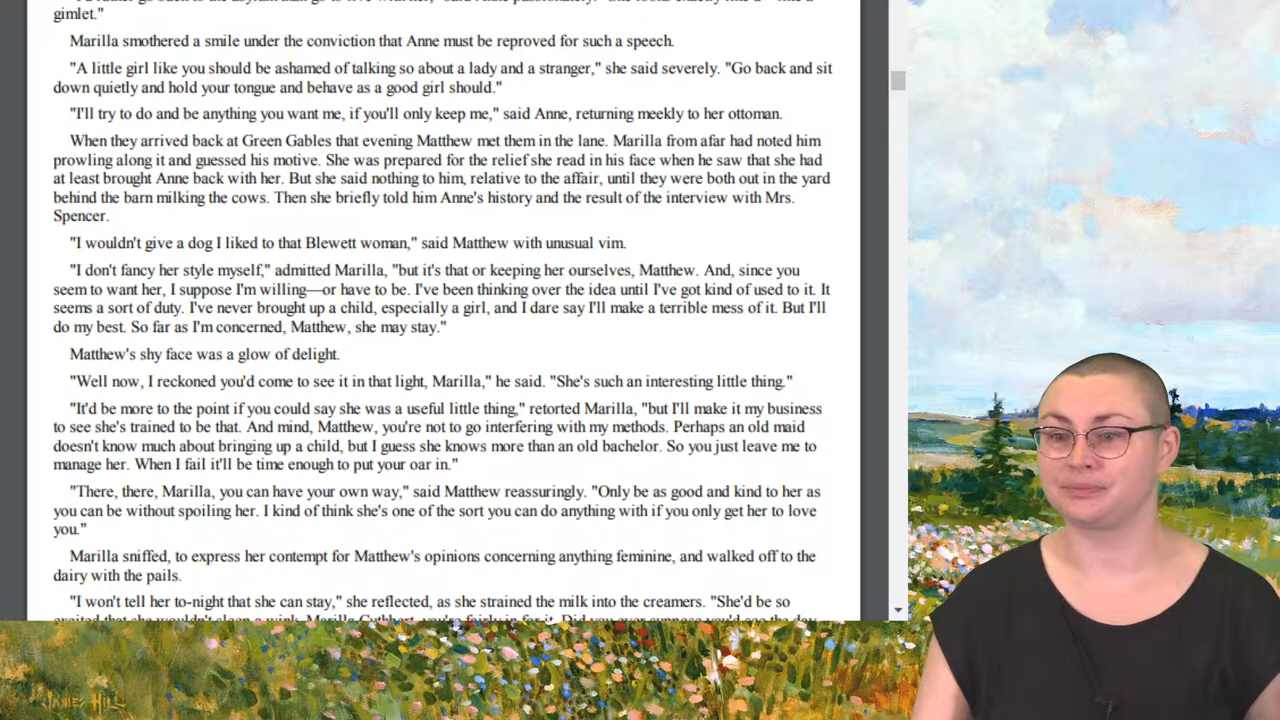 gimlet."
Marilla smothered a smile under the conviction that Anne must be reproved for such a speech.
"A little girl like you should be ashamed of talking so about a lady and a stranger," she said severely. "Go back and sit
down quietly and hold your tongue and behave as a good girl should."
"I'll try to do and be anything you want me, if you'll only keep me," said Anne, returning meekly to her ottoman.
When they arrived back at Green Gables that evening Matthew met them in the lane. Marilla from afar had noted him
prowling along it and guessed his motive. She was prepared for the relief she read in his face when he saw that she had
at least brought Anne back with her. But she said nothing to him, relative to the affair, until they were both out in the yard
behind the barn milking the cows. Then she briefly told him Anne's history and the result of the interview with Mrs.
Spencer.
"I wouldn't give a dog I liked to that Blewett woman," said Matthew with unusual vim.
"I don't fancy her style myself," admitted Marilla, "but it's that or keeping her ourselves, Matthew. And, since you
seem to want her, I suppose I'm willing—or have to be. I've been thinking over the idea until I've got kind of used to it. It
seems a sort of duty. I've never brought up a child, especially a girl, and I dare say I'll make a terrible mess of it. But I'll
do my best. So far as I'm concerned, Matthew, she may stay."
Matthew's shy face was a glow of delight.
"Well now, I reckoned you'd come to see it in that light, Marilla," he said. "She's such an interesting little thing."
"It'd be more to the point if you could say she was a useful little thing," retorted Marilla, "but I'll make it my business
to see she's trained to be that. And mind, Matthew, you're not to go interfering with my methods. Perhaps an old maid
doesn't know much about bringing up a child, but I guess she knows more than an old bachelor. So you just leave me to
manage her. When I fail it'll be time enough to put your oar in."
"There, there, Marilla, you can have your own way," said Matthew reassuringly. "Only be as good and kind to her as
you can be without spoiling her. I kind of think she's one of the sort you can do anything with if you only get her to love
you."
Marilla sniffed, to express her contempt for Matthew's opinions concerning anything feminine, and walked off to the
dairy with the pails.
"I won't tell her to-night that she can stay," she reflected, as she strained the milk into the creamers. "She'd be so
JAMES HILL